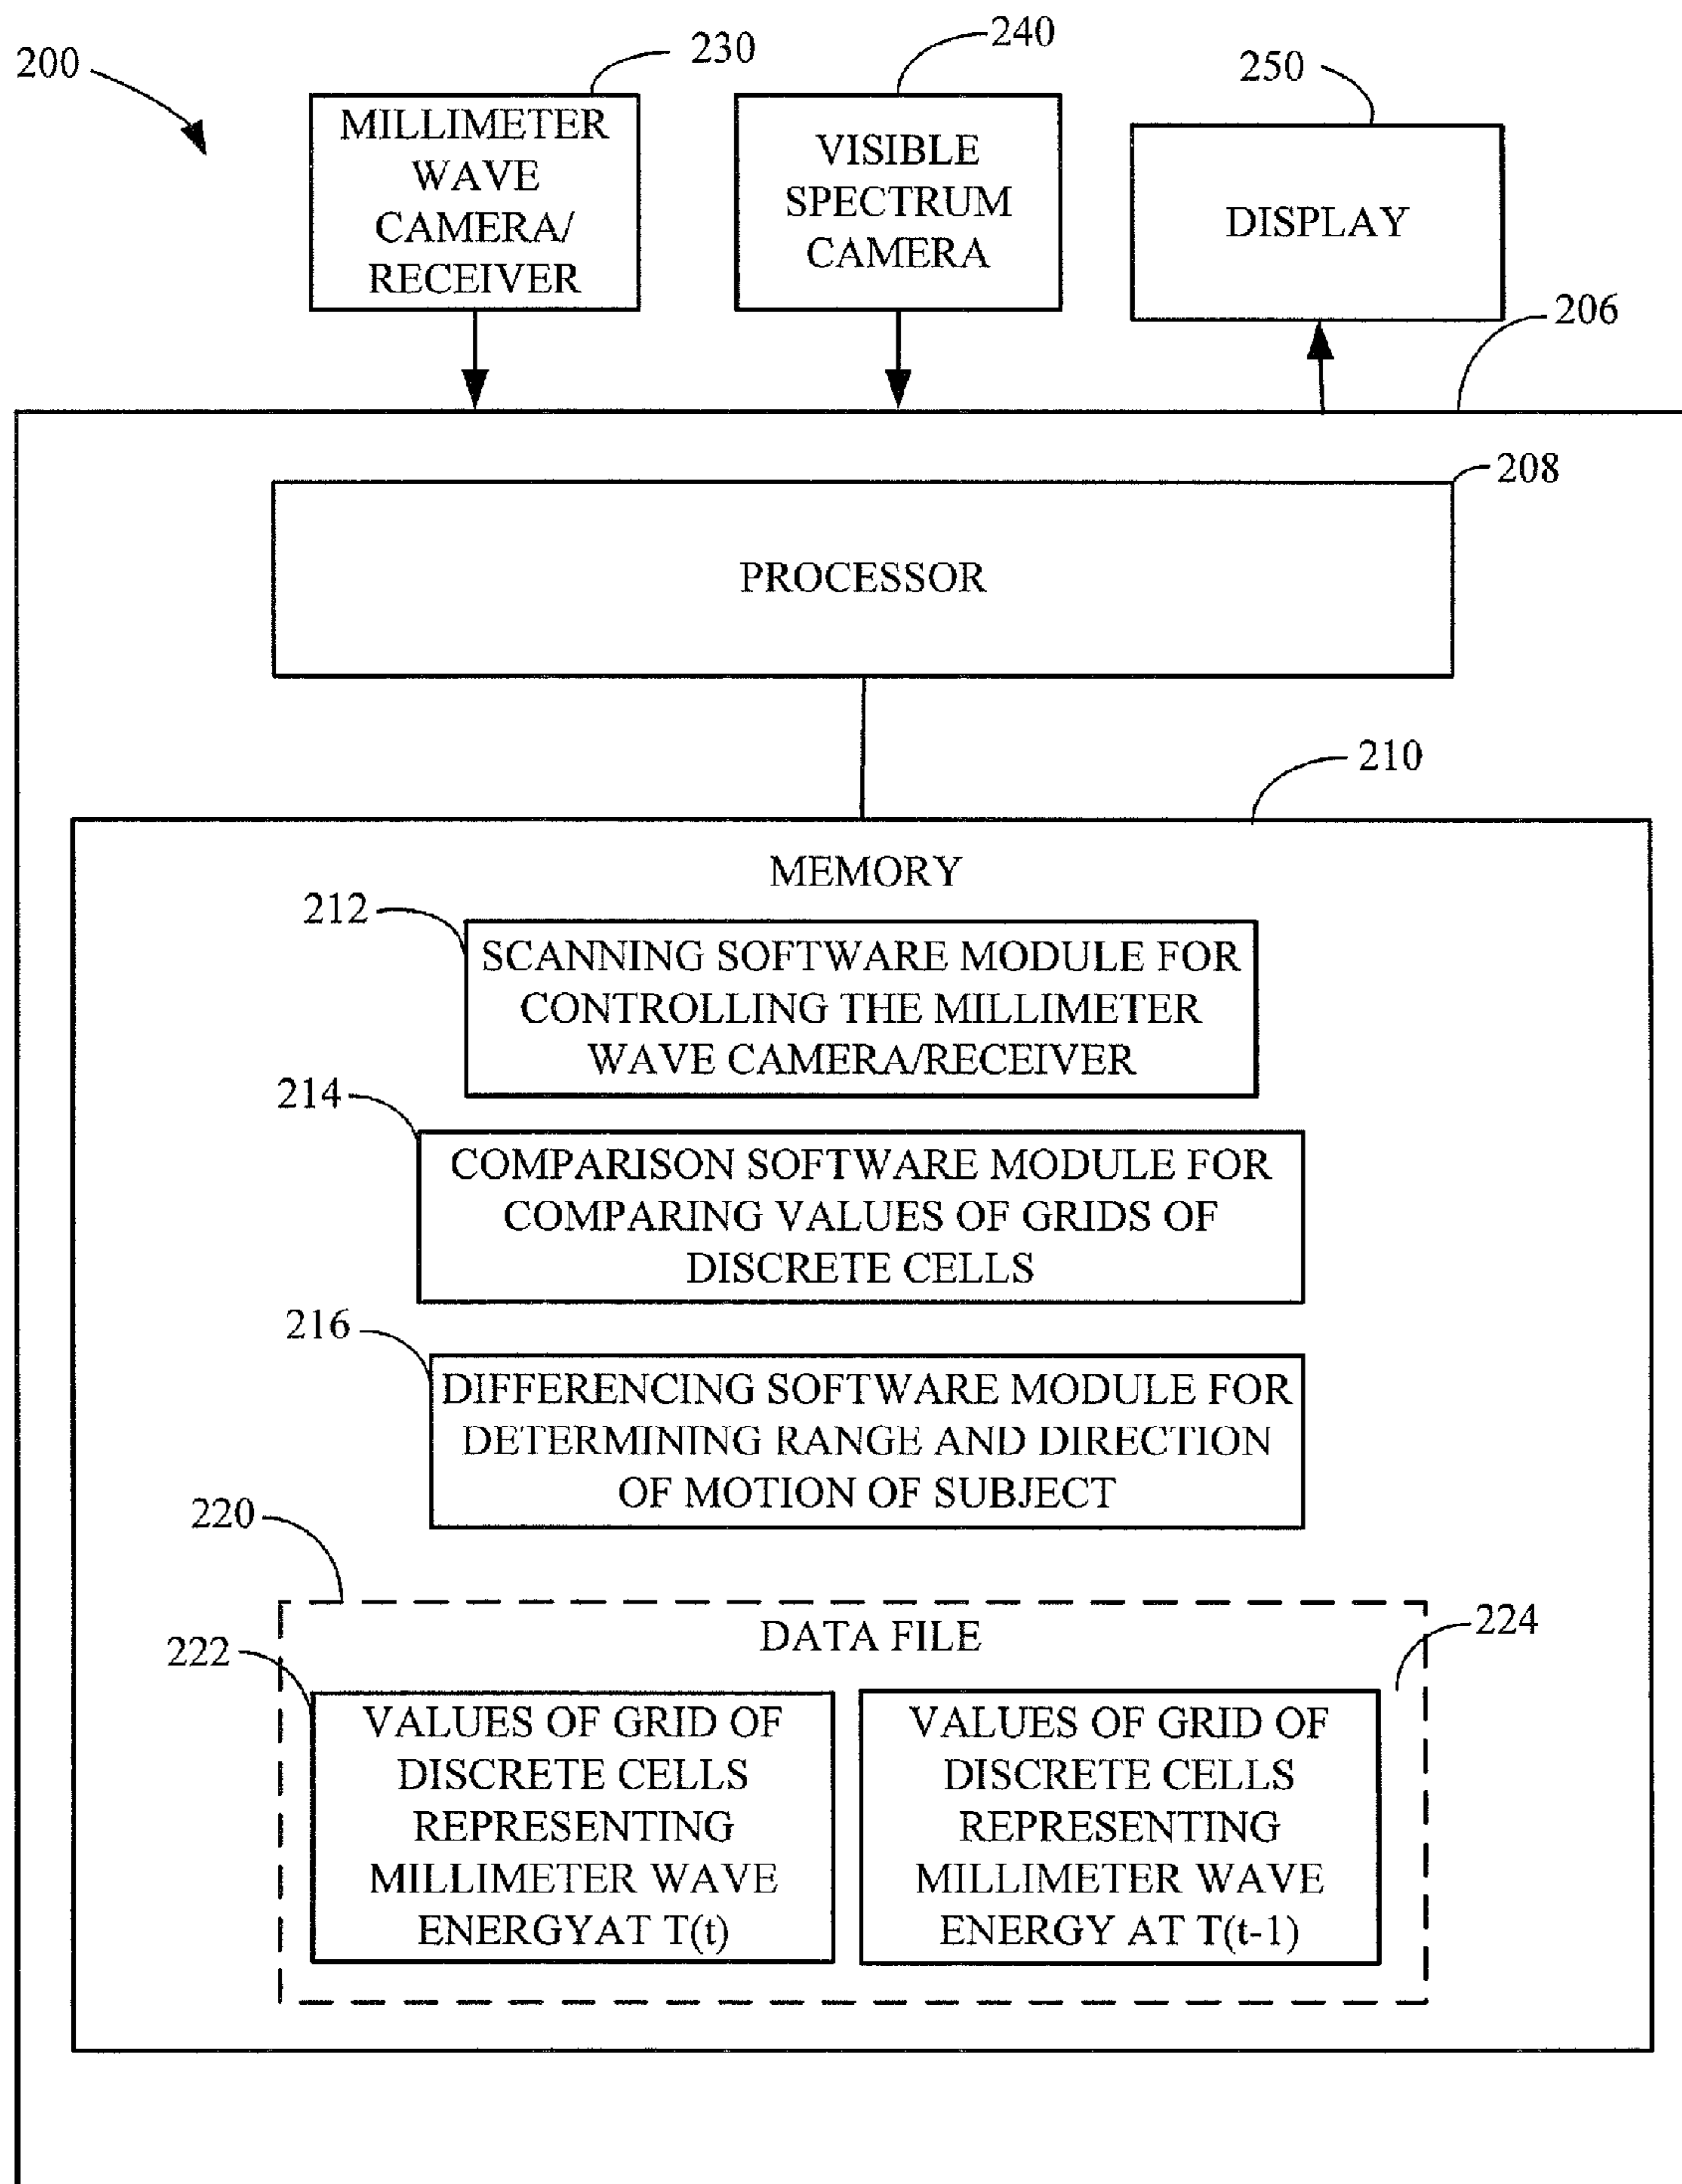 200
230
240
250
MILLIMETER
WAVE
CAMERA/
RECEIVER
VISIBLE
SPECTRUM
CAMERA
DISPLAY
206
208
PROCESSOR
210
MEMORY
212
SCANNING SOFTWARE MODULE FOR
CONTROLLING THE MILLIMETER
WAVE CAMERA/RECEIVER
214
COMPARISON SOFTWARE MODULE FOR
COMPARING VALUES OF GRIDS OF
DISCRETE CELLS
216
DIFFERENCING SOFTWARE MODULE FOR
DETERMINING RANGE AND DIRECTION
OF MOTION OF SUBJECT
220
DATA FILE
222
224
VALUES OF GRID OF
DISCRETE CELLS
REPRESENTING
MILLIMETER WAVE
ENERGYAT T(t)
VALUES OF GRID OF
DISCRETE CELLS
REPRESENTING
MILLIMETER WAVE
ENERGY AT T(t-1)